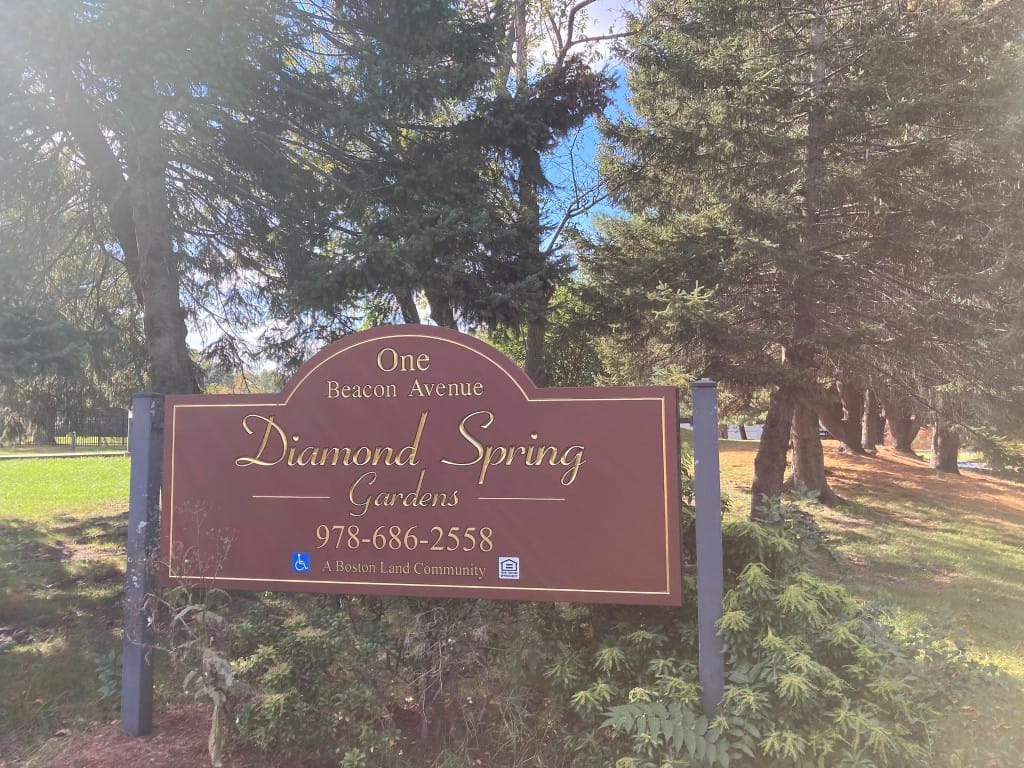 One
Beacon Avenue
Diamond Spring
Gardens
978-686-2558
A Boston Land Community